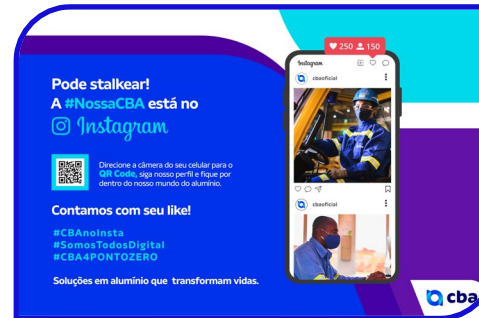 Pode stalkear!
A #NossaCBA está no
Instagram
Direcione a câmera do seu celular para o
QR Code, siga nosso perfil e fique por
dentro do nosso mundo do alumínio.
Contamos com seu like!
#CBAnoInsta
#SomosTodosDigital
#CBA4PONTOZERO
Soluções em alumínio que transformam vidas.
250 150
Instagram
cbaoficial
cbaoficial
cba